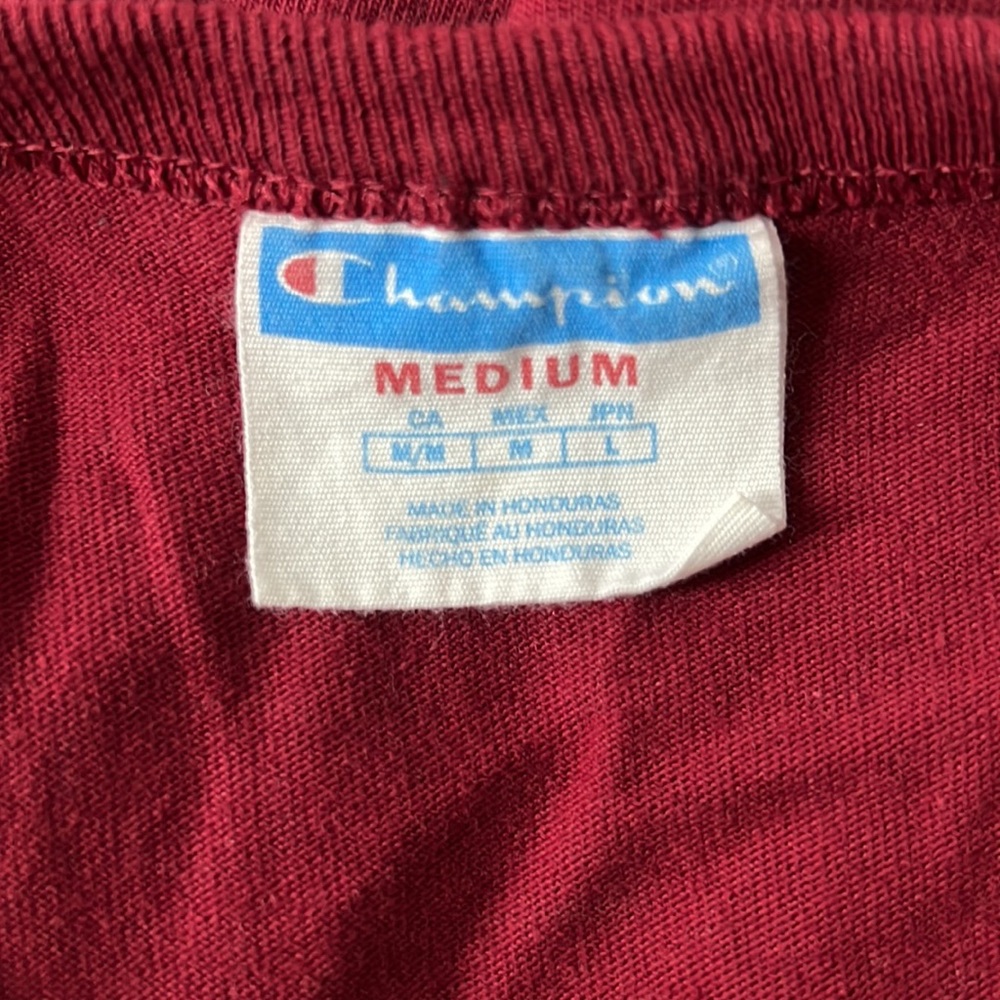 Champion®
MEDIUM
CA MEX JPN
M/M M L
MADE IN HONDURAS
FABRIQUÉ AU HONDURAS
HECHO EN HONDURAS